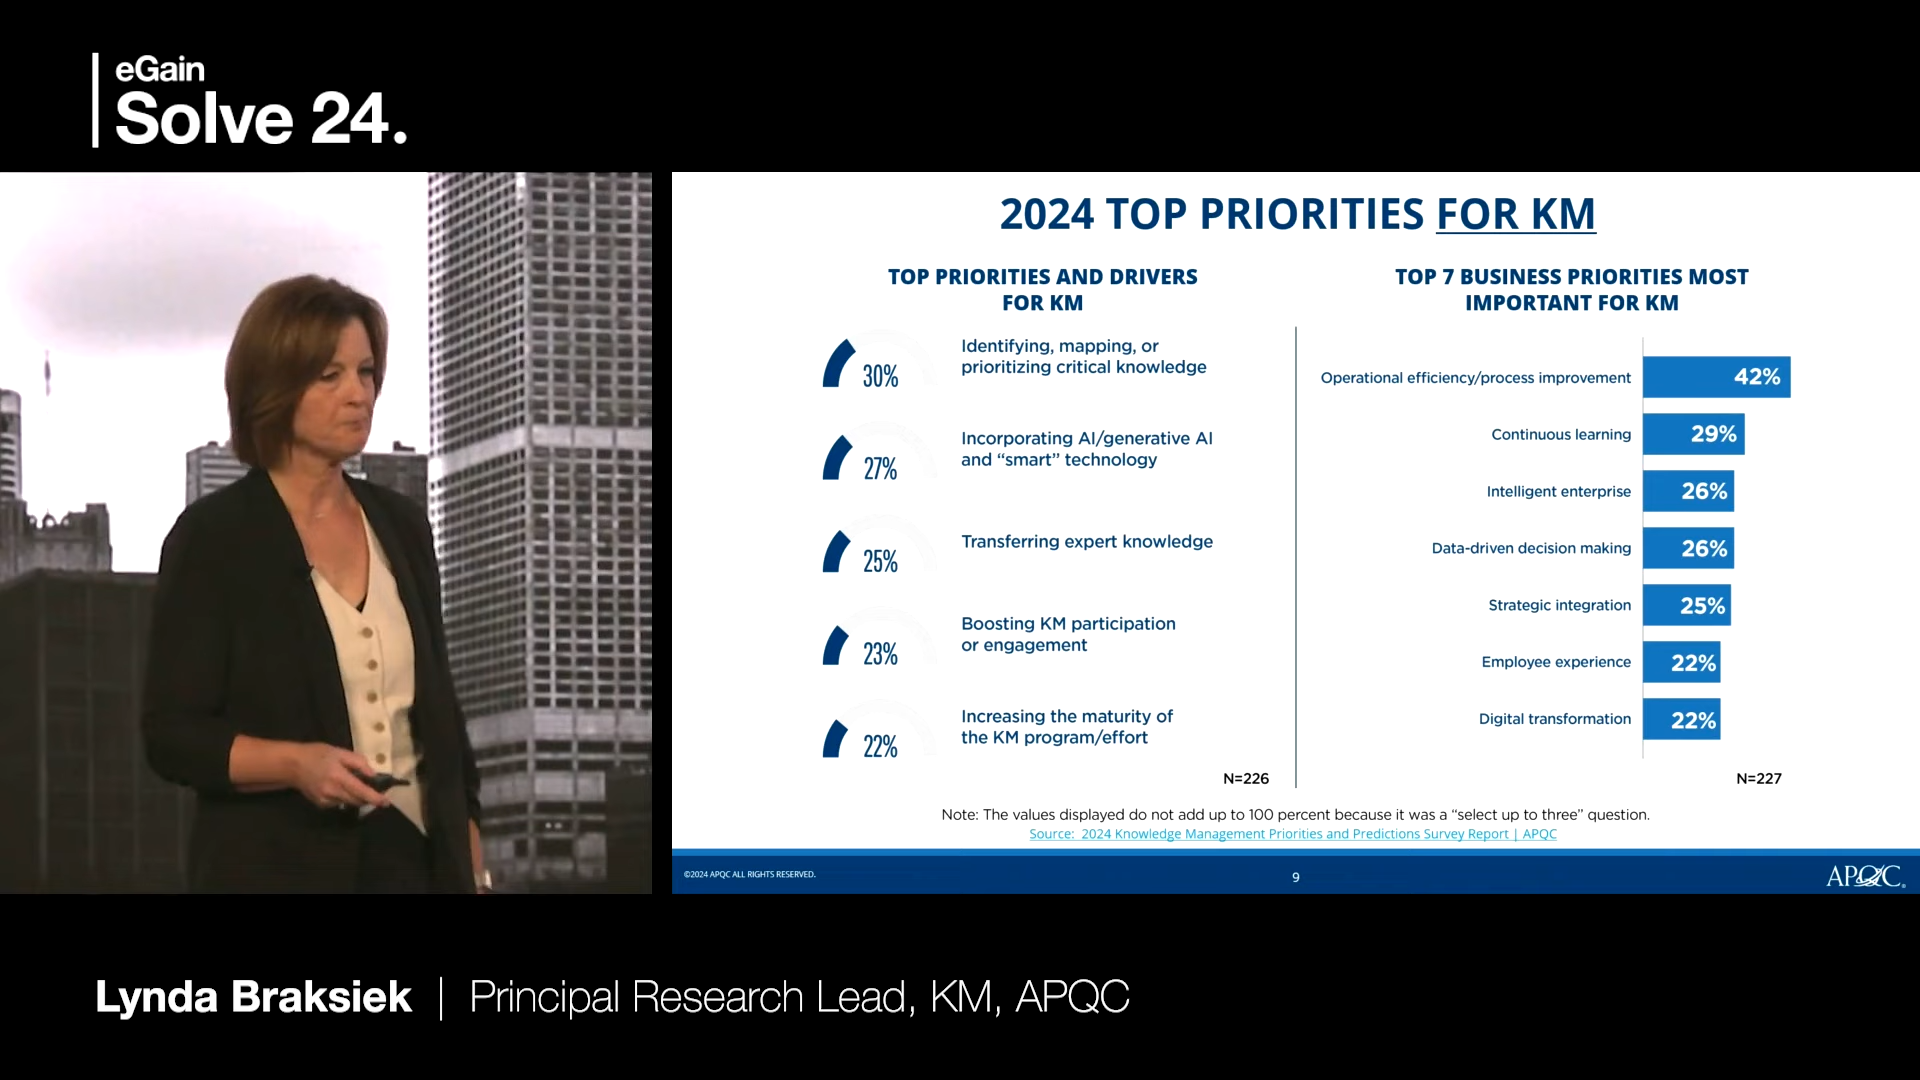 eGain
Solve 24.
2024 TOP PRIORITIES FOR KM
TOP PRIORITIES AND DRIVERS
FOR KM
30%
Identifying, mapping, or
prioritizing critical knowledge
27%
Incorporating AI/generative AI
and “smart” technology
25%
Transferring expert knowledge
23%
Boosting KM participation
or engagement
22%
Increasing the maturity of
the KM program/effort
N=226
TOP 7 BUSINESS PRIORITIES MOST
IMPORTANT FOR KM
Operational efficiency/process improvement 42%
Continuous learning 29%
Intelligent enterprise 26%
Data-driven decision making 26%
Strategic integration 25%
Employee experience 22%
Digital transformation 22%
N=227
Note: The values displayed do not add up to 100 percent because it was a “select up to three” question.
Source: 2024 Knowledge Management Priorities and Predictions Survey Report | APQC
©2024 APQC ALL RIGHTS RESERVED.
9
APQC®
Lynda Braksiek | Principal Research Lead, KM, APQC